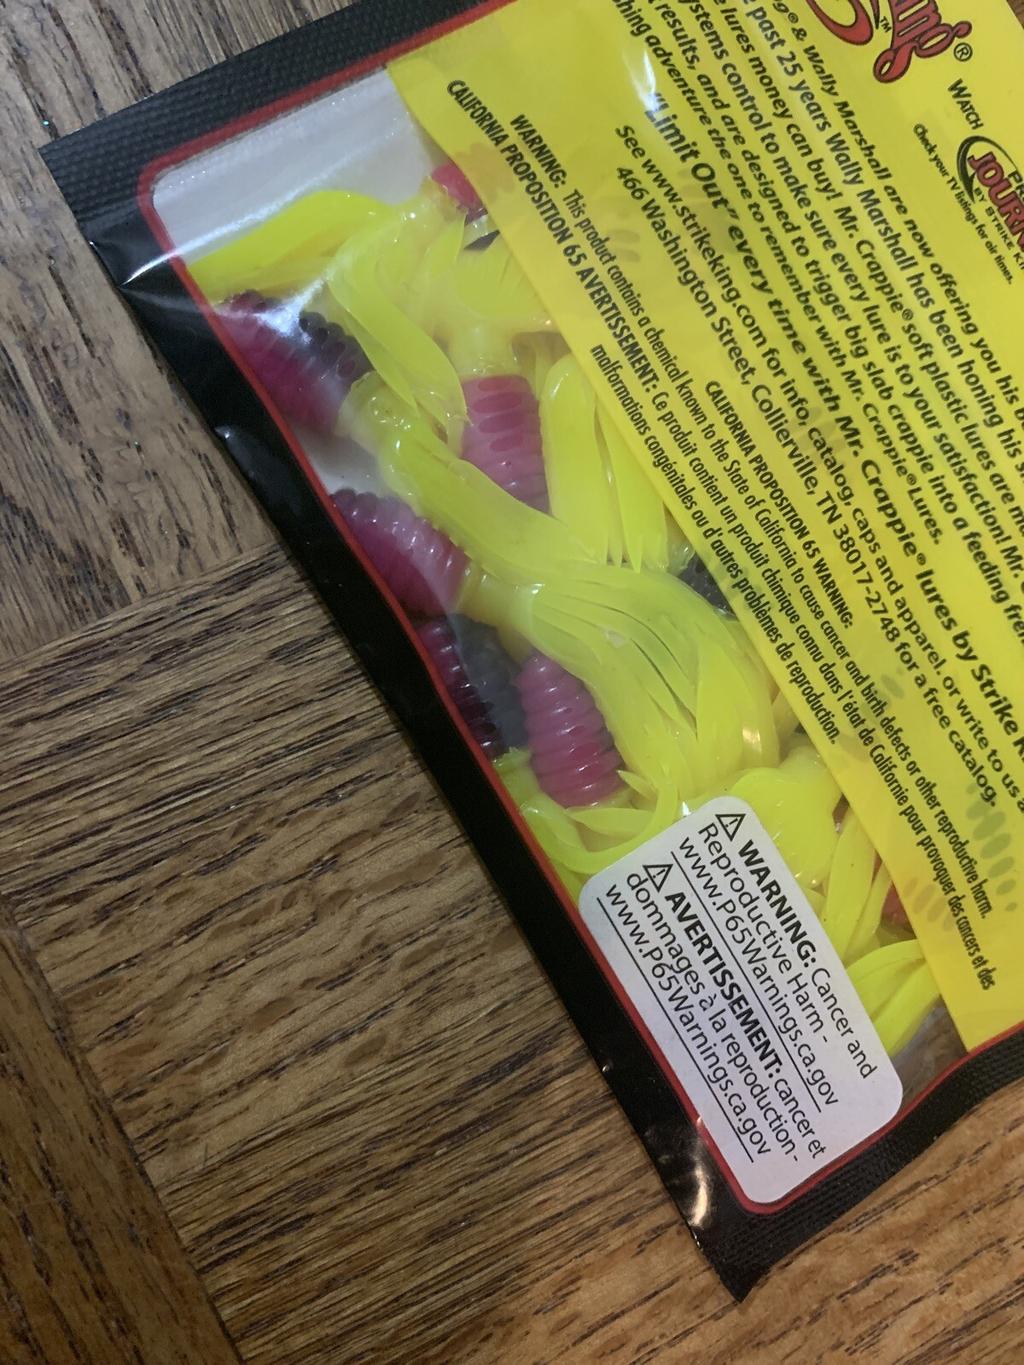 WATCH
JOUR
BY STRIKE K
Check your TV listings for air times.
g® & Wally Marshall are now offering you his b
e past 25 years Wally Marshall has been honing his s
e lures money can buy! Mr. Crappie® soft plastic lures are m
ystems control to make sure every lure is to your satisfaction! Mr.
results, and are designed to trigger big slab crappie into a feeding fren
hing adventure the one to remember with Mr. Crappie® Lures.
"Limit Out" every time with Mr. Crappie® lures by Strike K
See www.strikeking.com for info, catalog, caps and apparel, or write to us a
466 Washington Street, Collierville, TN 38017-2748 for a free catalog.
CALIFORNIA PROPOSITION 65 WARNING:
WARNING: This product contains a chemical known to the State of California to cause cancer and birth defects or other reproductive harm.
CALIFORNIA PROPOSITION 65 AVERTISSEMENT: Ce produit contient un produit chimique connu dans l'état de Californie pour provoquer des cancers et des
malformations congénitales ou d'autres problèmes de reproduction.
⚠ WARNING: Cancer and
Reproductive Harm -
www.P65Warnings.ca.gov
⚠ AVERTISSEMENT: cancer et
dommages à la reproduction -
www.P65Warnings.ca.gov